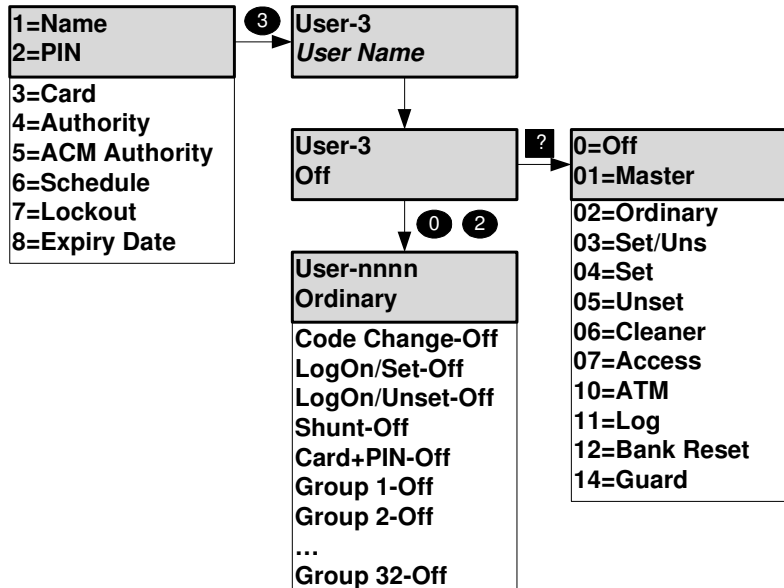 1=Name
2=PIN
3=Card
4=Authority
5=ACM Authority
6=Schedule
7=Lockout
8=Expiry Date
3
User-3
User Name
User-3
Off
?
0=Off
01=Master
02=Ordinary
03=Set/Uns
04=Set
05=Unset
06=Cleaner
07=Access
10=ATM
11=Log
12=Bank Reset
14=Guard
0 2
User-nnnn
Ordinary
Code Change-Off
LogOn/Set-Off
LogOn/Unset-Off
Shunt-Off
Card+PIN-Off
Group 1-Off
Group 2-Off
...
Group 32-Off